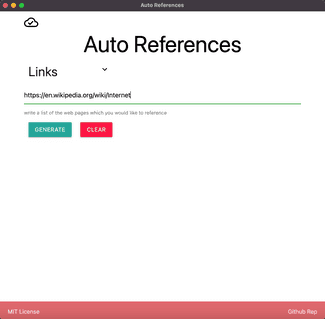 Auto References
Auto References
Links
https://en.wikipedia.org/wiki/Internet
write a list of the web pages which you would like to reference
GENERATE CLEAR
MIT License Github Rep